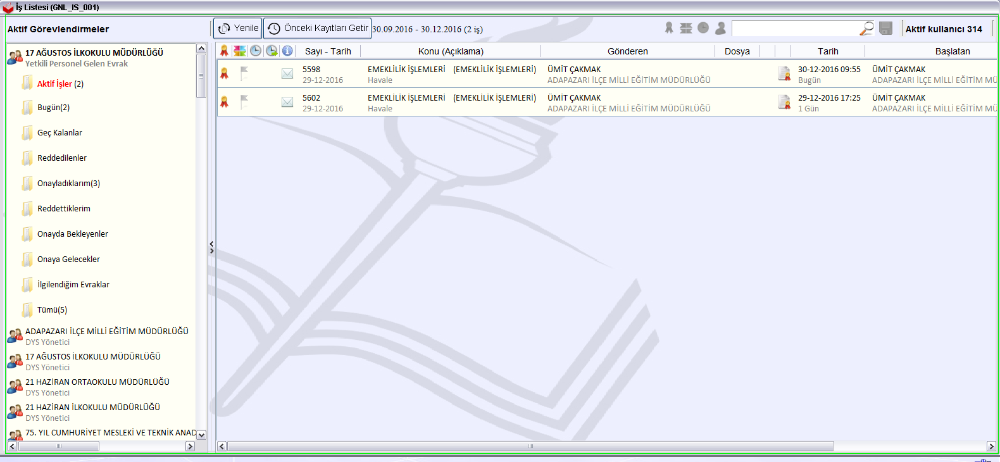 İş Listesi (GNL_IS_001)
Aktif Görevlendirmeler
Yenile
Önceki Kayıtları Getir
30.09.2016 - 30.12.2016 (2 iş)
Aktif kullanıcı 314
17 AĞUSTOS İLKOKULU MÜDÜRLÜĞÜ
Yetkili Personel Gelen Evrak
Aktif İşler (2)
Bugün(2)
Geç Kalanlar
Reddedilenler
Onayladıklarım(3)
Reddettiklerim
Onayda Bekleyenler
Onaya Gelecekler
İlgilendiğim Evraklar
Tümü(5)
ADAPAZARI İLÇE MİLLİ EĞİTİM MÜDÜRLÜĞÜ
DYS Yönetici
17 AĞUSTOS İLKOKULU MÜDÜRLÜĞÜ
DYS Yönetici
21 HAZİRAN ORTAOKULU MÜDÜRLÜĞÜ
DYS Yönetici
21 HAZİRAN İLKOKULU MÜDÜRLÜĞÜ
DYS Yönetici
75. YIL CUMHURİYET MESLEKİ VE TEKNİK ANAD
Sayı - Tarih Konu (Açıklama) Gönderen Dosya Tarih Başlatan
5598 EMEKLİLİK İŞLEMLERİ (EMEKLİLİK İŞLEMLERİ) ÜMİT ÇAKMAK 30-12-2016 09:55 ÜMİT ÇAKMAK
29-12-2016 Havale ADAPAZARI İLÇE MİLLİ EĞİTİM MÜDÜRLÜĞÜ Bugün ADAPAZARI İLÇE MİLLİ EĞİTİM MÜ
5602 EMEKLİLİK İŞLEMLERİ (EMEKLİLİK İŞLEMLERİ) ÜMİT ÇAKMAK 29-12-2016 17:25 ÜMİT ÇAKMAK
29-12-2016 Havale ADAPAZARI İLÇE MİLLİ EĞİTİM MÜDÜRLÜĞÜ 1 Gün ADAPAZARI İLÇE MİLLİ EĞİTİM MÜ